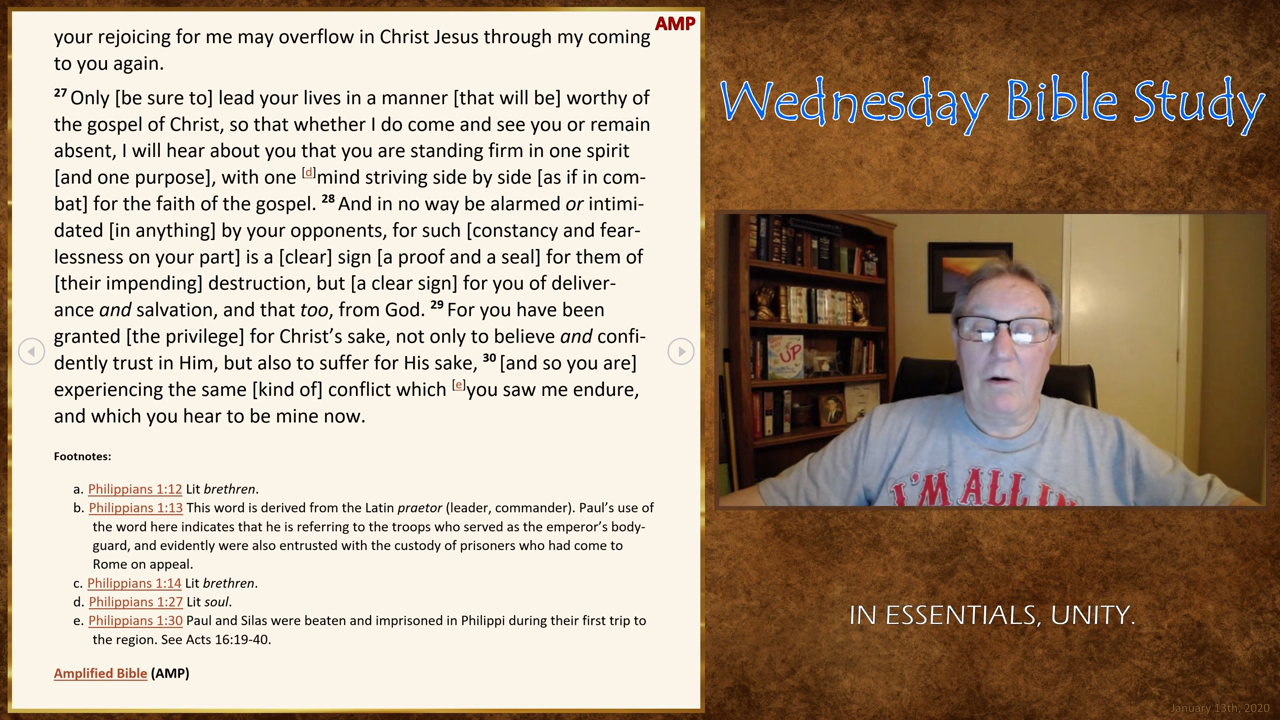 AMP
your rejoicing for me may overflow in Christ Jesus through my coming
to you again.
27 Only [be sure to] lead your lives in a manner [that will be] worthy of
the gospel of Christ, so that whether I do come and see you or remain
absent, I will hear about you that you are standing firm in one spirit
[and one purpose], with one [d]mind striving side by side [as if in com-
bat] for the faith of the gospel. 28 And in no way be alarmed or intimi-
dated [in anything] by your opponents, for such [constancy and fear-
lessness on your part] is a [clear] sign [a proof and a seal] for them of
[their impending] destruction, but [a clear sign] for you of deliver-
ance and salvation, and that too, from God. 29 For you have been
granted [the privilege] for Christ’s sake, not only to believe and confi-
dently trust in Him, but also to suffer for His sake, 30 [and so you are]
experiencing the same [kind of] conflict which [e]you saw me endure,
and which you hear to be mine now.
Footnotes:
a. Philippians 1:12 Lit brethren.
b. Philippians 1:13 This word is derived from the Latin praetor (leader, commander). Paul’s use of
the word here indicates that he is referring to the troops who served as the emperor’s body-
guard, and evidently were also entrusted with the custody of prisoners who had come to
Rome on appeal.
c. Philippians 1:14 Lit brethren.
d. Philippians 1:27 Lit soul.
e. Philippians 1:30 Paul and Silas were beaten and imprisoned in Philippi during their first trip to
the region. See Acts 16:19-40.
Amplified Bible (AMP)
Wednesday Bible Study
UP
I'M ALL IN
IN ESSENTIALS, UNITY.
January 13th, 2020